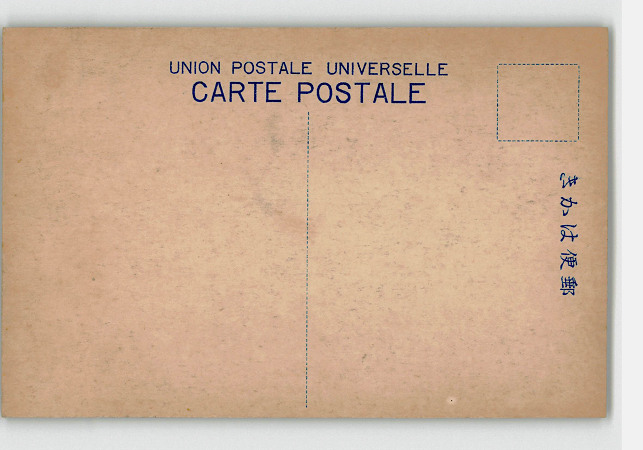 UNION POSTALE UNIVERSELLE
CARTE POSTALE
郵便はかき